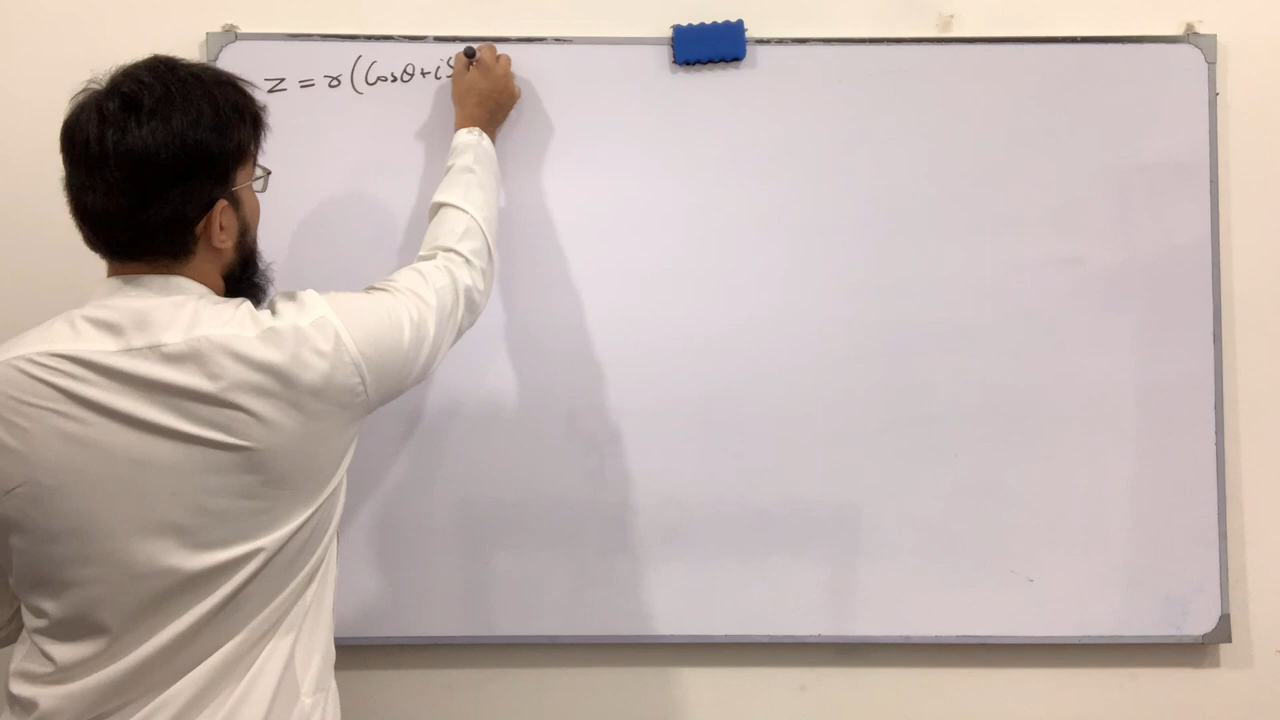 z = r (Cosθ + i S